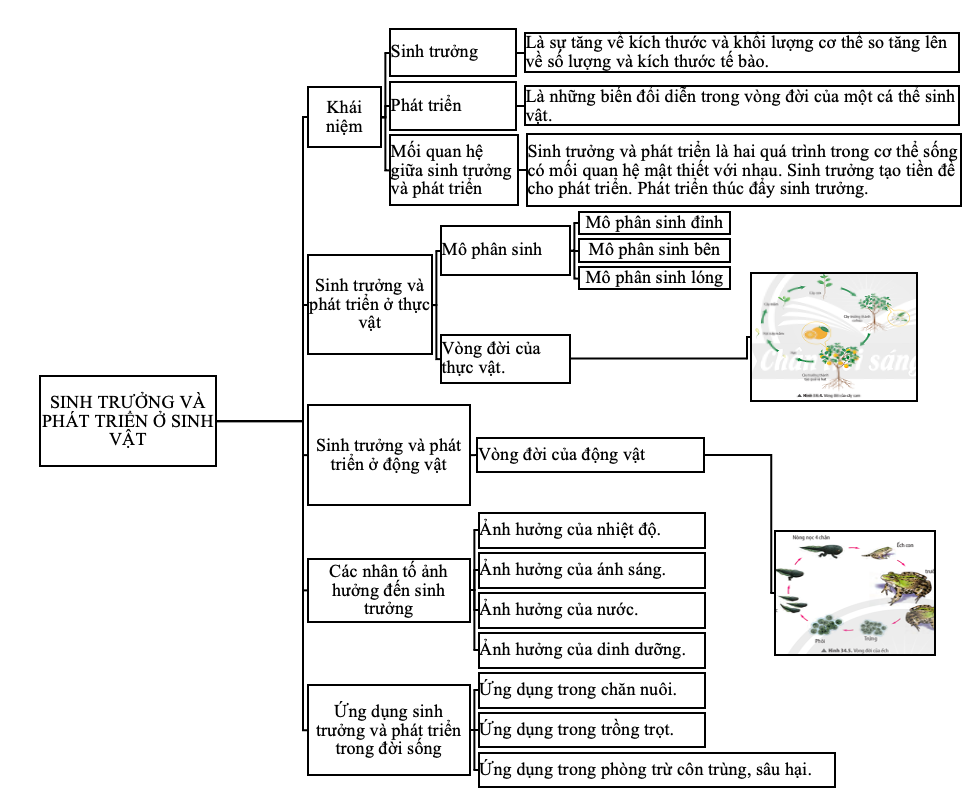 SINH TRƯỞNG VÀ
PHÁT TRIỂN Ở SINH
VẬT
Khái
niệm
Sinh trưởng
Là sự tăng về kích thước và khối lượng cơ thể so tăng lên
về số lượng và kích thước tế bào.
Phát triển
Là những biến đổi diễn trong vòng đời của một cá thể sinh
vật.
Mối quan hệ
giữa sinh trưởng
và phát triển
Sinh trưởng và phát triển là hai quá trình trong cơ thể sống
có mối quan hệ mật thiết với nhau. Sinh trưởng tạo tiền đề
cho phát triển. Phát triển thúc đẩy sinh trưởng.
Sinh trưởng và
phát triển ở thực
vật
Mô phân sinh
Mô phân sinh đỉnh
Mô phân sinh bên
Mô phân sinh lóng
Vòng đời của
thực vật.
Chân
sáng
Sinh trưởng và phát
triển ở động vật
Vòng đời của động vật
Nòng nọc 4 chân
Ếch con
Trứng
Phôi
▲ Hình 34.5. Vòng đời của ếch
Các nhân tố ảnh
hưởng đến sinh
trưởng
Ảnh hưởng của nhiệt độ.
Ảnh hưởng của ánh sáng.
Ảnh hưởng của nước.
Ảnh hưởng của dinh dưỡng.
Ứng dụng sinh
trưởng và phát triển
trong đời sống
Ứng dụng trong chăn nuôi.
Ứng dụng trong trồng trọt.
Ứng dụng trong phòng trừ côn trùng, sâu hại.